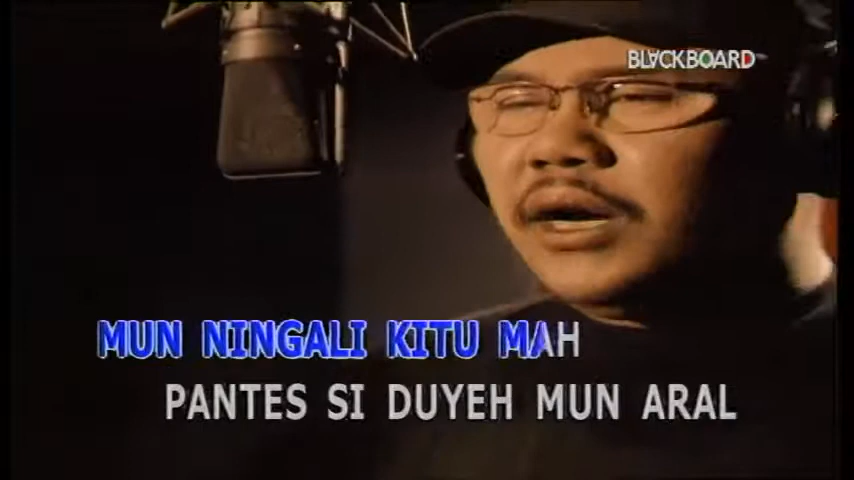 BLACKBOARD
MUN NINGALI KITU MAH
PANTES SI DUYEH MUN ARAL